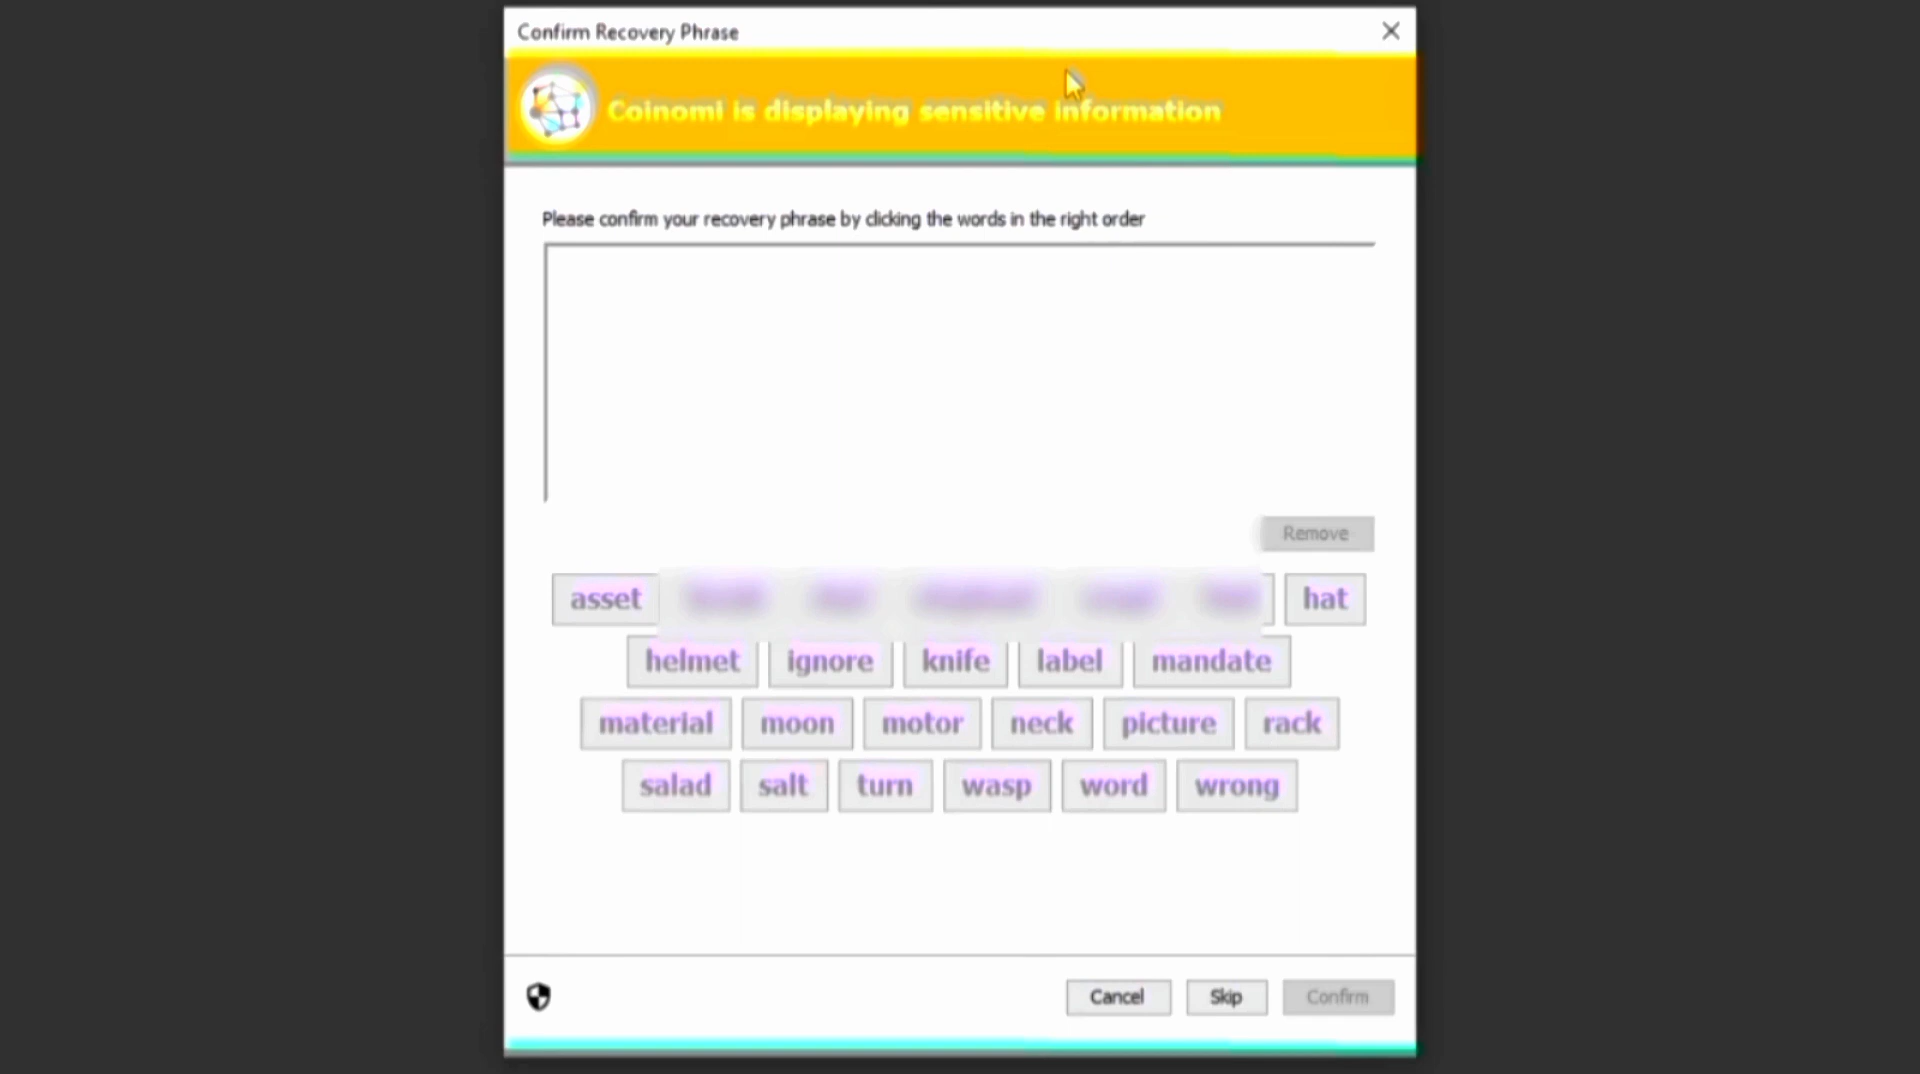 Confirm Recovery Phrase
Coinomi is displaying sensitive information
Please confirm your recovery phrase by clicking the words in the right order
Remove
asset hat
helmet ignore knife label mandate
material moon motor neck picture rack
salad salt turn wasp word wrong
Cancel Skip Confirm